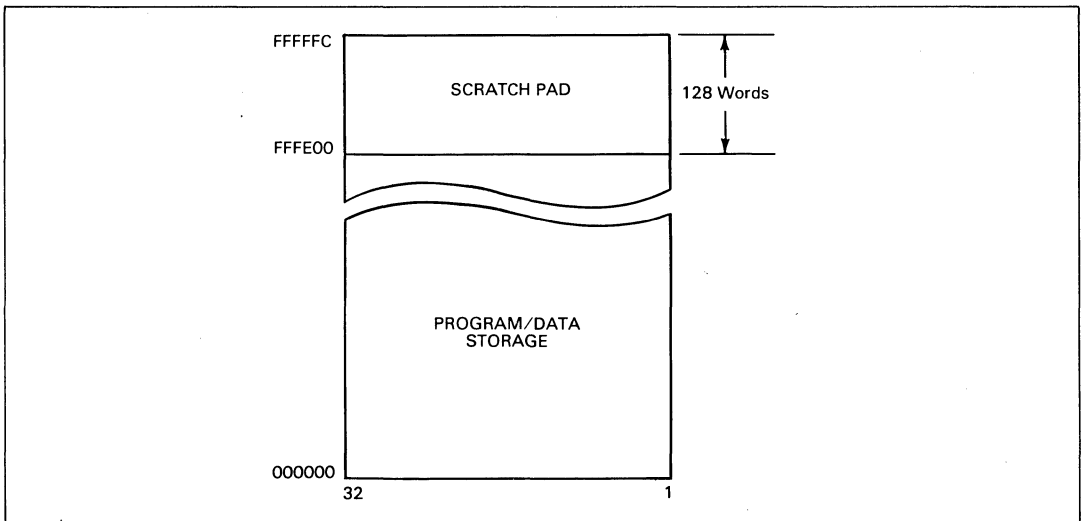 FFFFFC
SCRATCH PAD
128 Words
FFFE00
PROGRAM/DATA
STORAGE
000000
32
1